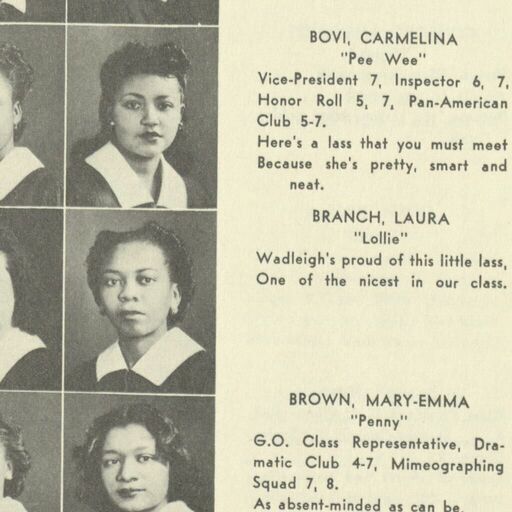 BOVI, CARMELINA
"Pee Wee"
Vice-President 7, Inspector 6, 7,
Honor Roll 5, 7, Pan-American
Club 5-7.
Here's a lass that you must meet
Because she's pretty, smart and
neat.
BRANCH, LAURA
"Lollie"
Wadleigh's proud of this little lass,
One of the nicest in our class.
BROWN, MARY-EMMA
"Penny"
G.O. Class Representative, Dra-
matic Club 4-7, Mimeographing
Squad 7, 8.
As absent-minded as can be,